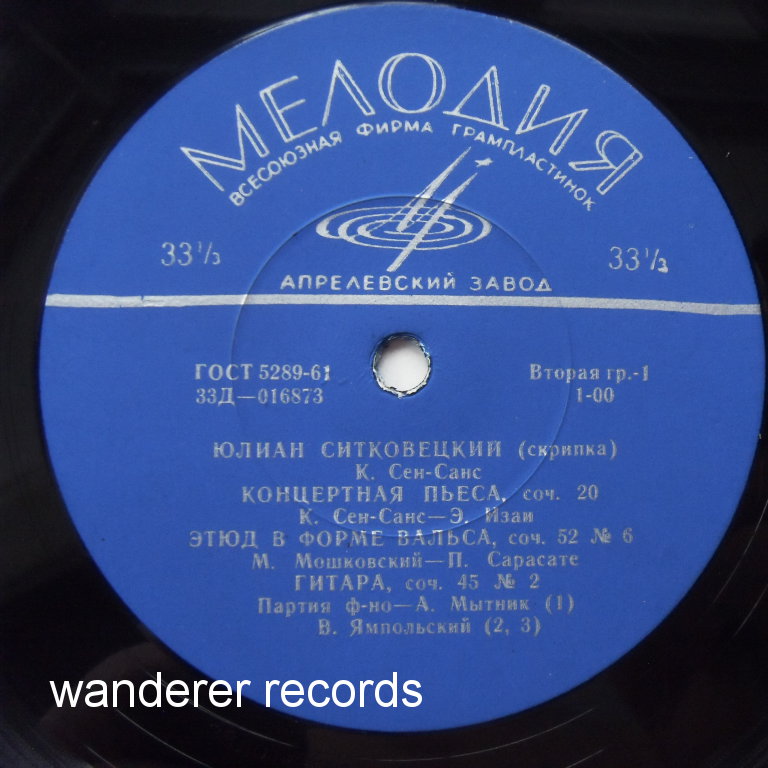 МЕЛОДИЯ
ВСЕСОЮЗНАЯ ФИРМА ГРАМПЛАСТИНОК
33⅓ 33⅓
АПРЕЛЕВСКИЙ ЗАВОД
ГОСТ 5289-61 Вторая гр.-1
33Д—016873 1-00
ЮЛИАН СИТКОВЕЦКИЙ (скрипка)
К. Сен-Санс
КОНЦЕРТНАЯ ПЬЕСА, соч. 20
К. Сен-Санс—Э. Изаи
ЭТЮД В ФОРМЕ ВАЛЬСА, соч. 52 № 6
М. Мошковский—П. Сарасате
ГИТАРА, соч. 45 № 2
Партия ф-но—А. Мытник (1)
В. Ямпольский (2, 3)
wanderer records